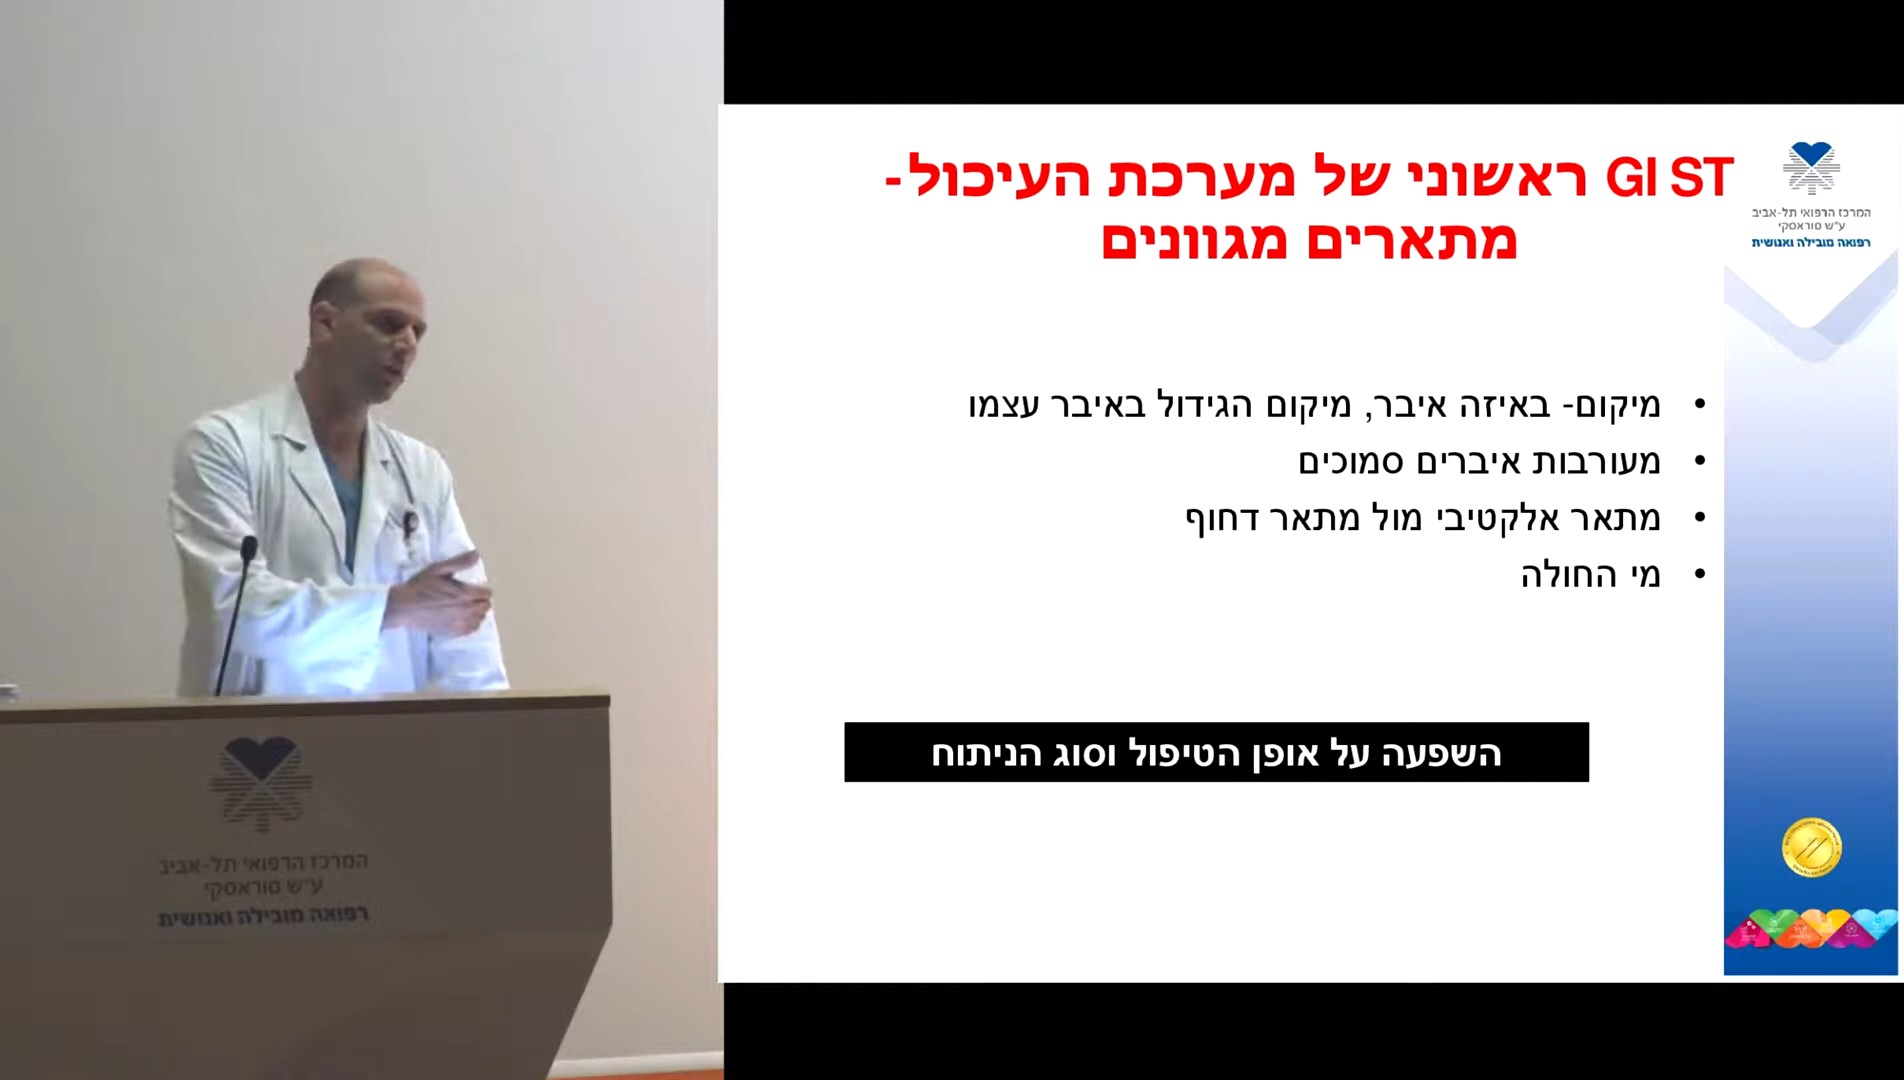 GIST ראשוני של מערכת העיכול-
מתארים מגוונים
המרכז הרפואי תל-אביב
ע״ש סוראסקי
רפואה מובילה ואנושית
• מיקום- באיזה איבר, מיקום הגידול באיבר עצמו
• מעורבות איברים סמוכים
• מתאר אלקטיבי מול מתאר דחוף
• מי החולה
השפעה על אופן הטיפול וסוג הניתוח
המרכז הרפואי תל-אביב
ע״ש סוראסקי
רפואה מובילה ואנושית